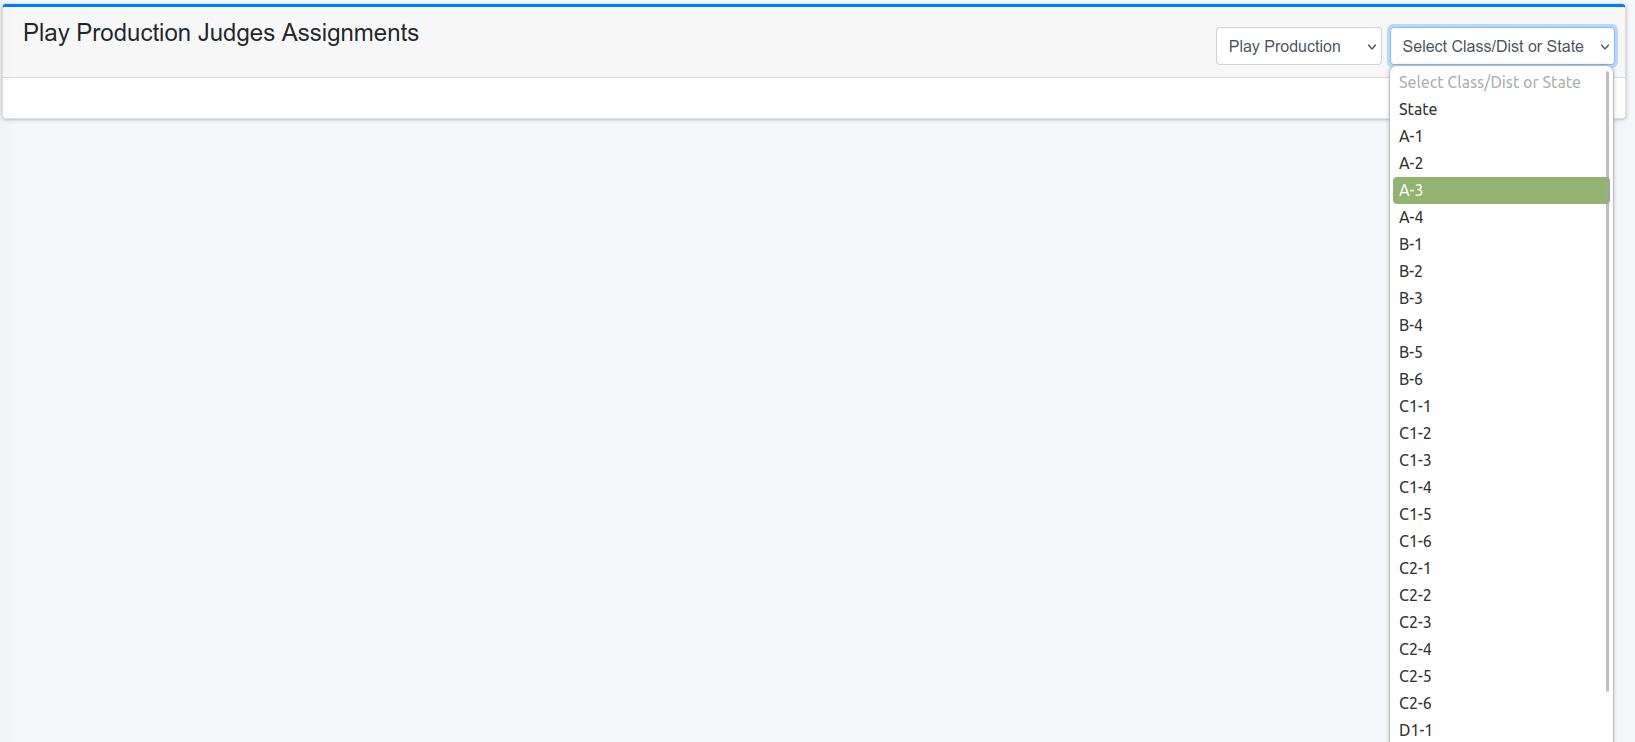 Play Production Judges Assignments
Play Production
Select Class/Dist or State
Select Class/Dist or State
State
A-1
A-2
A-3
A-4
B-1
B-2
B-3
B-4
B-5
B-6
C1-1
C1-2
C1-3
C1-4
C1-5
C1-6
C2-1
C2-2
C2-3
C2-4
C2-5
C2-6
D1-1